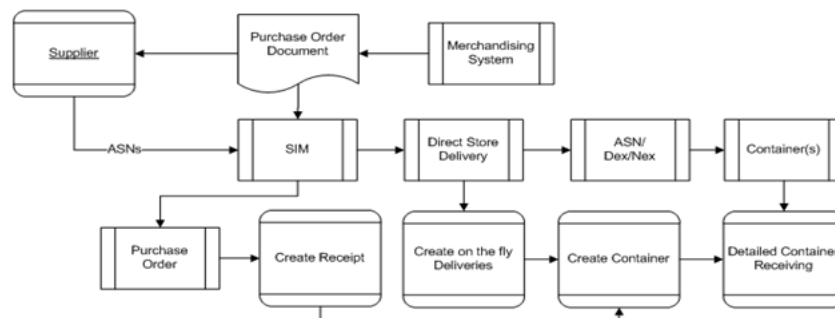 Supplier
Purchase Order
Document
Merchandising
System
ASNs
SIM
Direct Store
Delivery
ASN/
Dex/Nex
Container(s)
Purchase
Order
Create Receipt
Create on the fly
Deliveries
Create Container
Detailed Container
Receiving